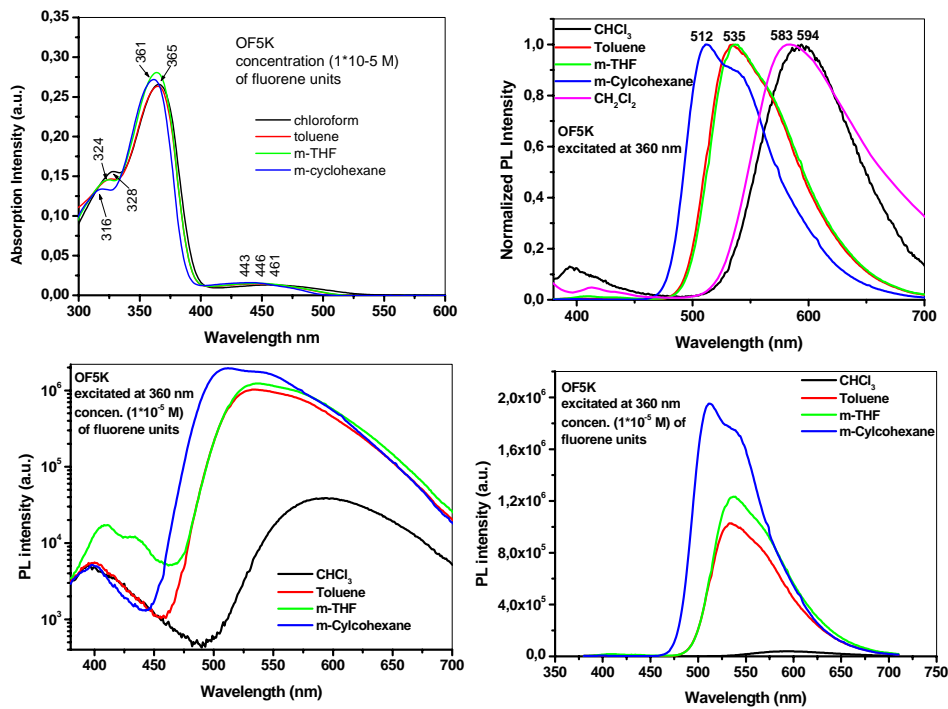 0,35
0,30
0,25
0,20
0,15
0,10
0,05
0,00
300 350 400 450 500 550 600
Absorption Intensity (a.u.)
Wavelength nm
OF5K
concentration (1*10-5 M)
of fluorene units
chloroform
toluene
m-THF
m-cyclohexane
361
365
324
328
316
443 446 461
1,0
0,8
0,6
0,4
0,2
0,0
400 500 600 700
Normalized PL Intensity
Wavelength (nm)
CHCl3
Toluene
m-THF
m-Cylcohexane
CH2Cl2
OF5K
excitated at 360 nm
512 535 583 594
10^6
10^5
10^4
10^3
400 450 500 550 600 650 700
PL intensity (a.u.)
Wavelength (nm)
OF5K
excitated at 360 nm
concen. (1*10^-5 M)
of fluorene units
CHCl3
Toluene
m-THF
m-Cylcohexane
2,0x10^6
1,6x10^6
1,2x10^6
8,0x10^5
4,0x10^5
0,0
350 400 450 500 550 600 650 700 750
PL intensity (a.u.)
Wavelength (nm)
OF5K
excitated at 360 nm
concen. (1*10^-5 M) of
fluorene units
CHCl3
Toluene
m-THF
m-Cylcohexane